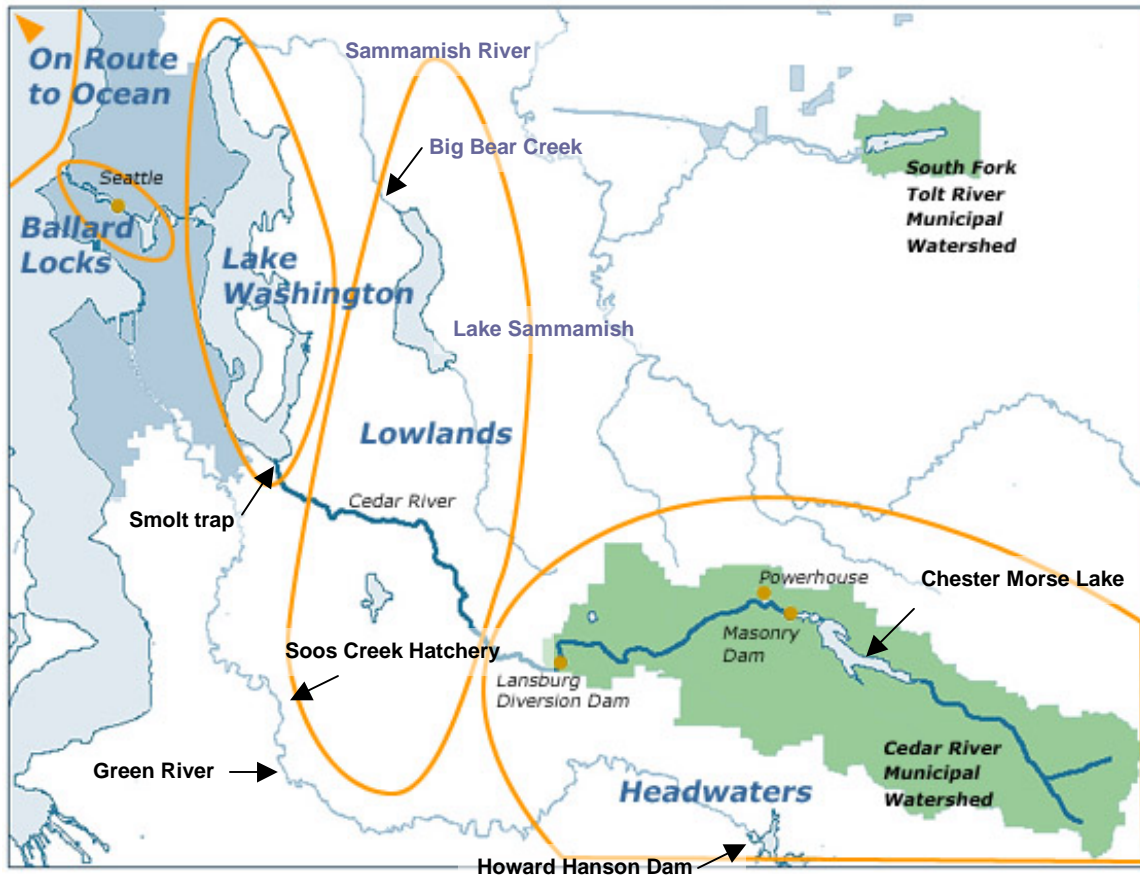 On Route
to Ocean
Sammamish River
Seattle
Big Bear Creek
South Fork
Tolt River
Municipal
Watershed
Ballard
Locks
Lake
Washington
Lake Sammamish
Lowlands
Smolt trap
Cedar River
Powerhouse
Chester Morse Lake
Masonry
Dam
Soos Creek Hatchery
Lansburg
Diversion Dam
Green River
Cedar River
Municipal
Watershed
Headwaters
Howard Hanson Dam